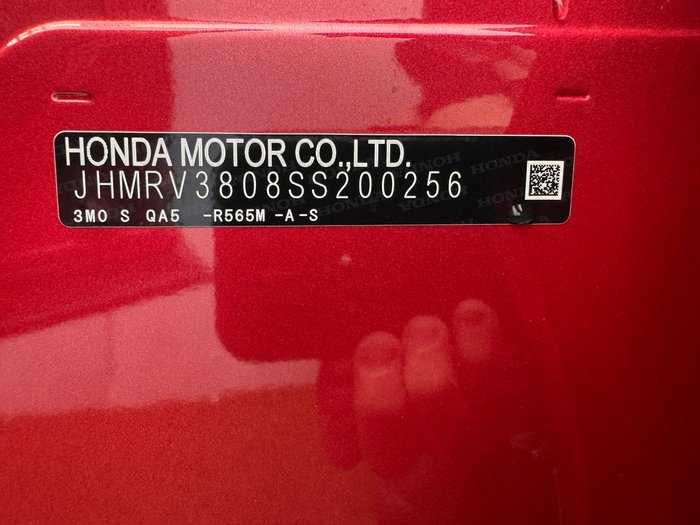 HONDA MOTOR CO.,LTD.
JHMRV3808SS200256
3M0 S QA5 -R565M -A-S